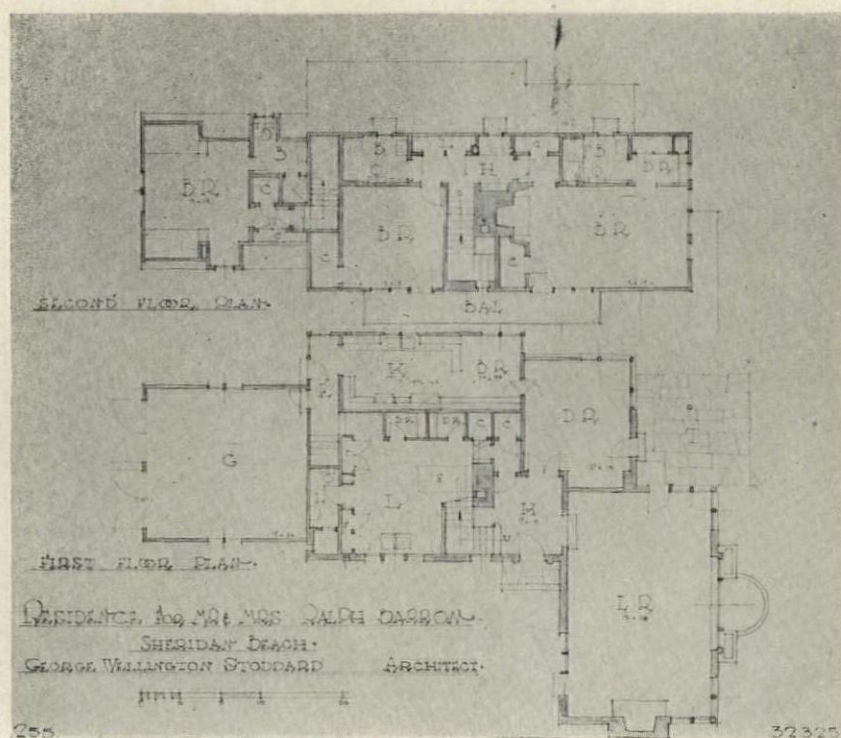 B R
B
C
B
C
H
C
B
C
D R
B R
B R
C
C
SECOND FLOOR PLAN-
BAL
K
B R
D R
C
C
D R
T
G
L
H
FIRST FLOOR PLAN-
L R
RESIDENCE FOR MR & MRS RALPH BARRON-
SHERIDAN BEACH-
GEORGE WELLINGTON STODDARD ARCHITECT-
255
32325